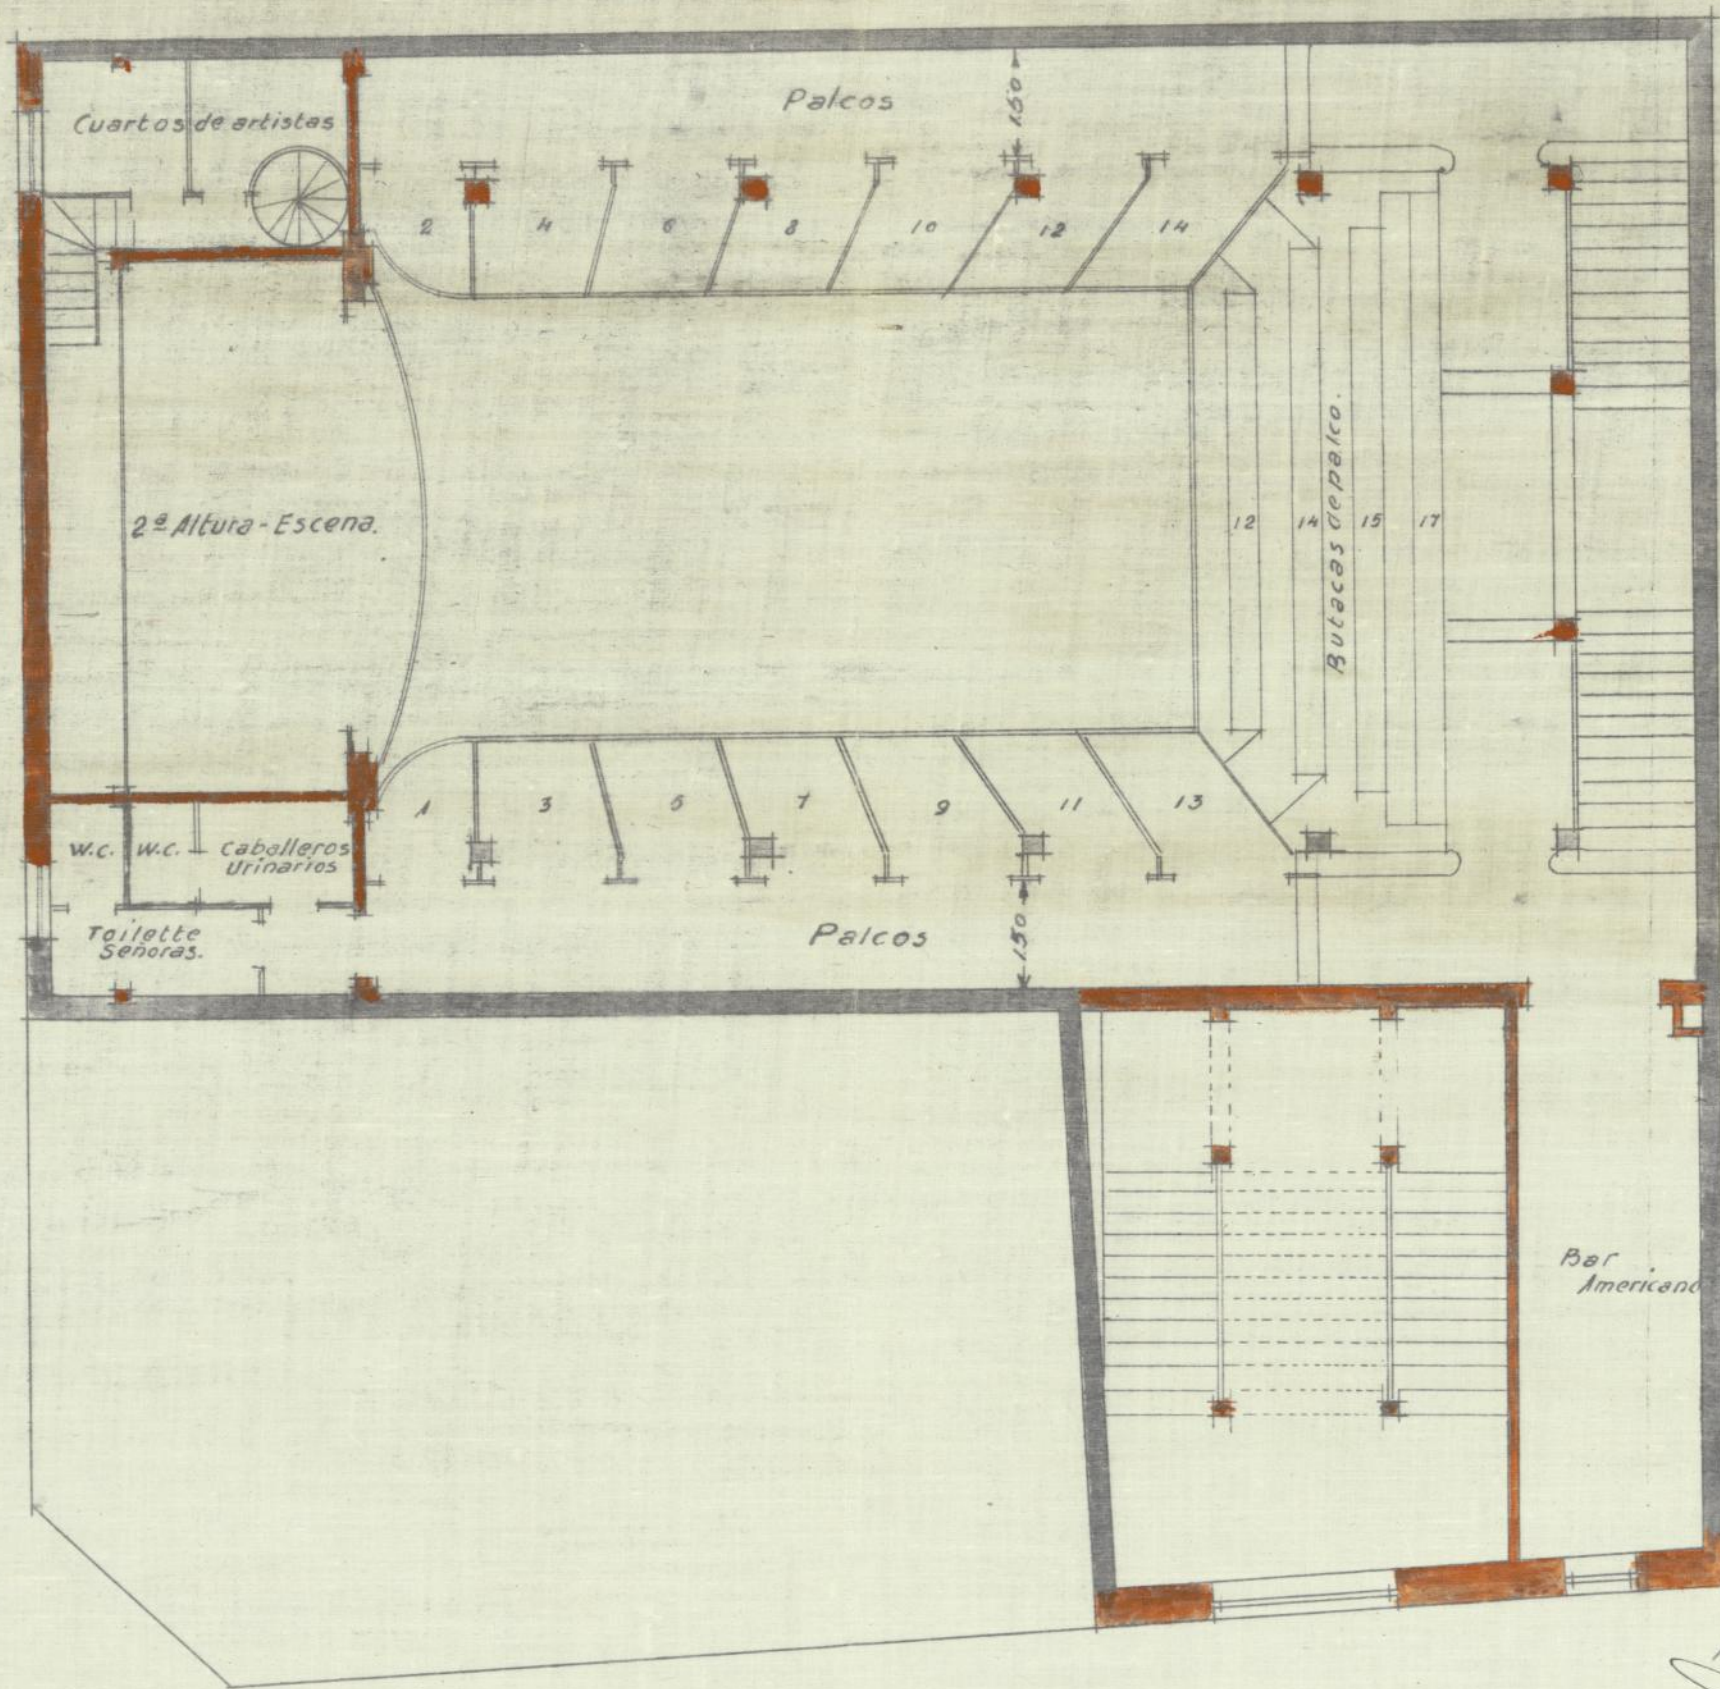 Palcos
150
Cuartos de artistas
2 4 6 8 10 12 14
2ª Altura - Escena.
12 14 15 17
Butacas de palco.
1 3 5 7 9 11 13
W.C. W.C. Caballeros
Urinarios
Toilette
Señoras.
Palcos
150
Bar
Americano